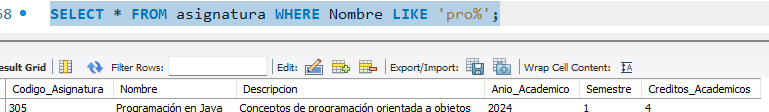 58 SELECT * FROM asignatura WHERE Nombre LIKE 'pro%';
esult Grid Filter Rows: Edit: Export/Import: Wrap Cell Content: IA
Codigo_Asignatura Nombre Descripcion Anio_Academico Semestre Creditos_Academicos
305 Programación en Java Conceptos de programación orientada a objetos 2024 1 4